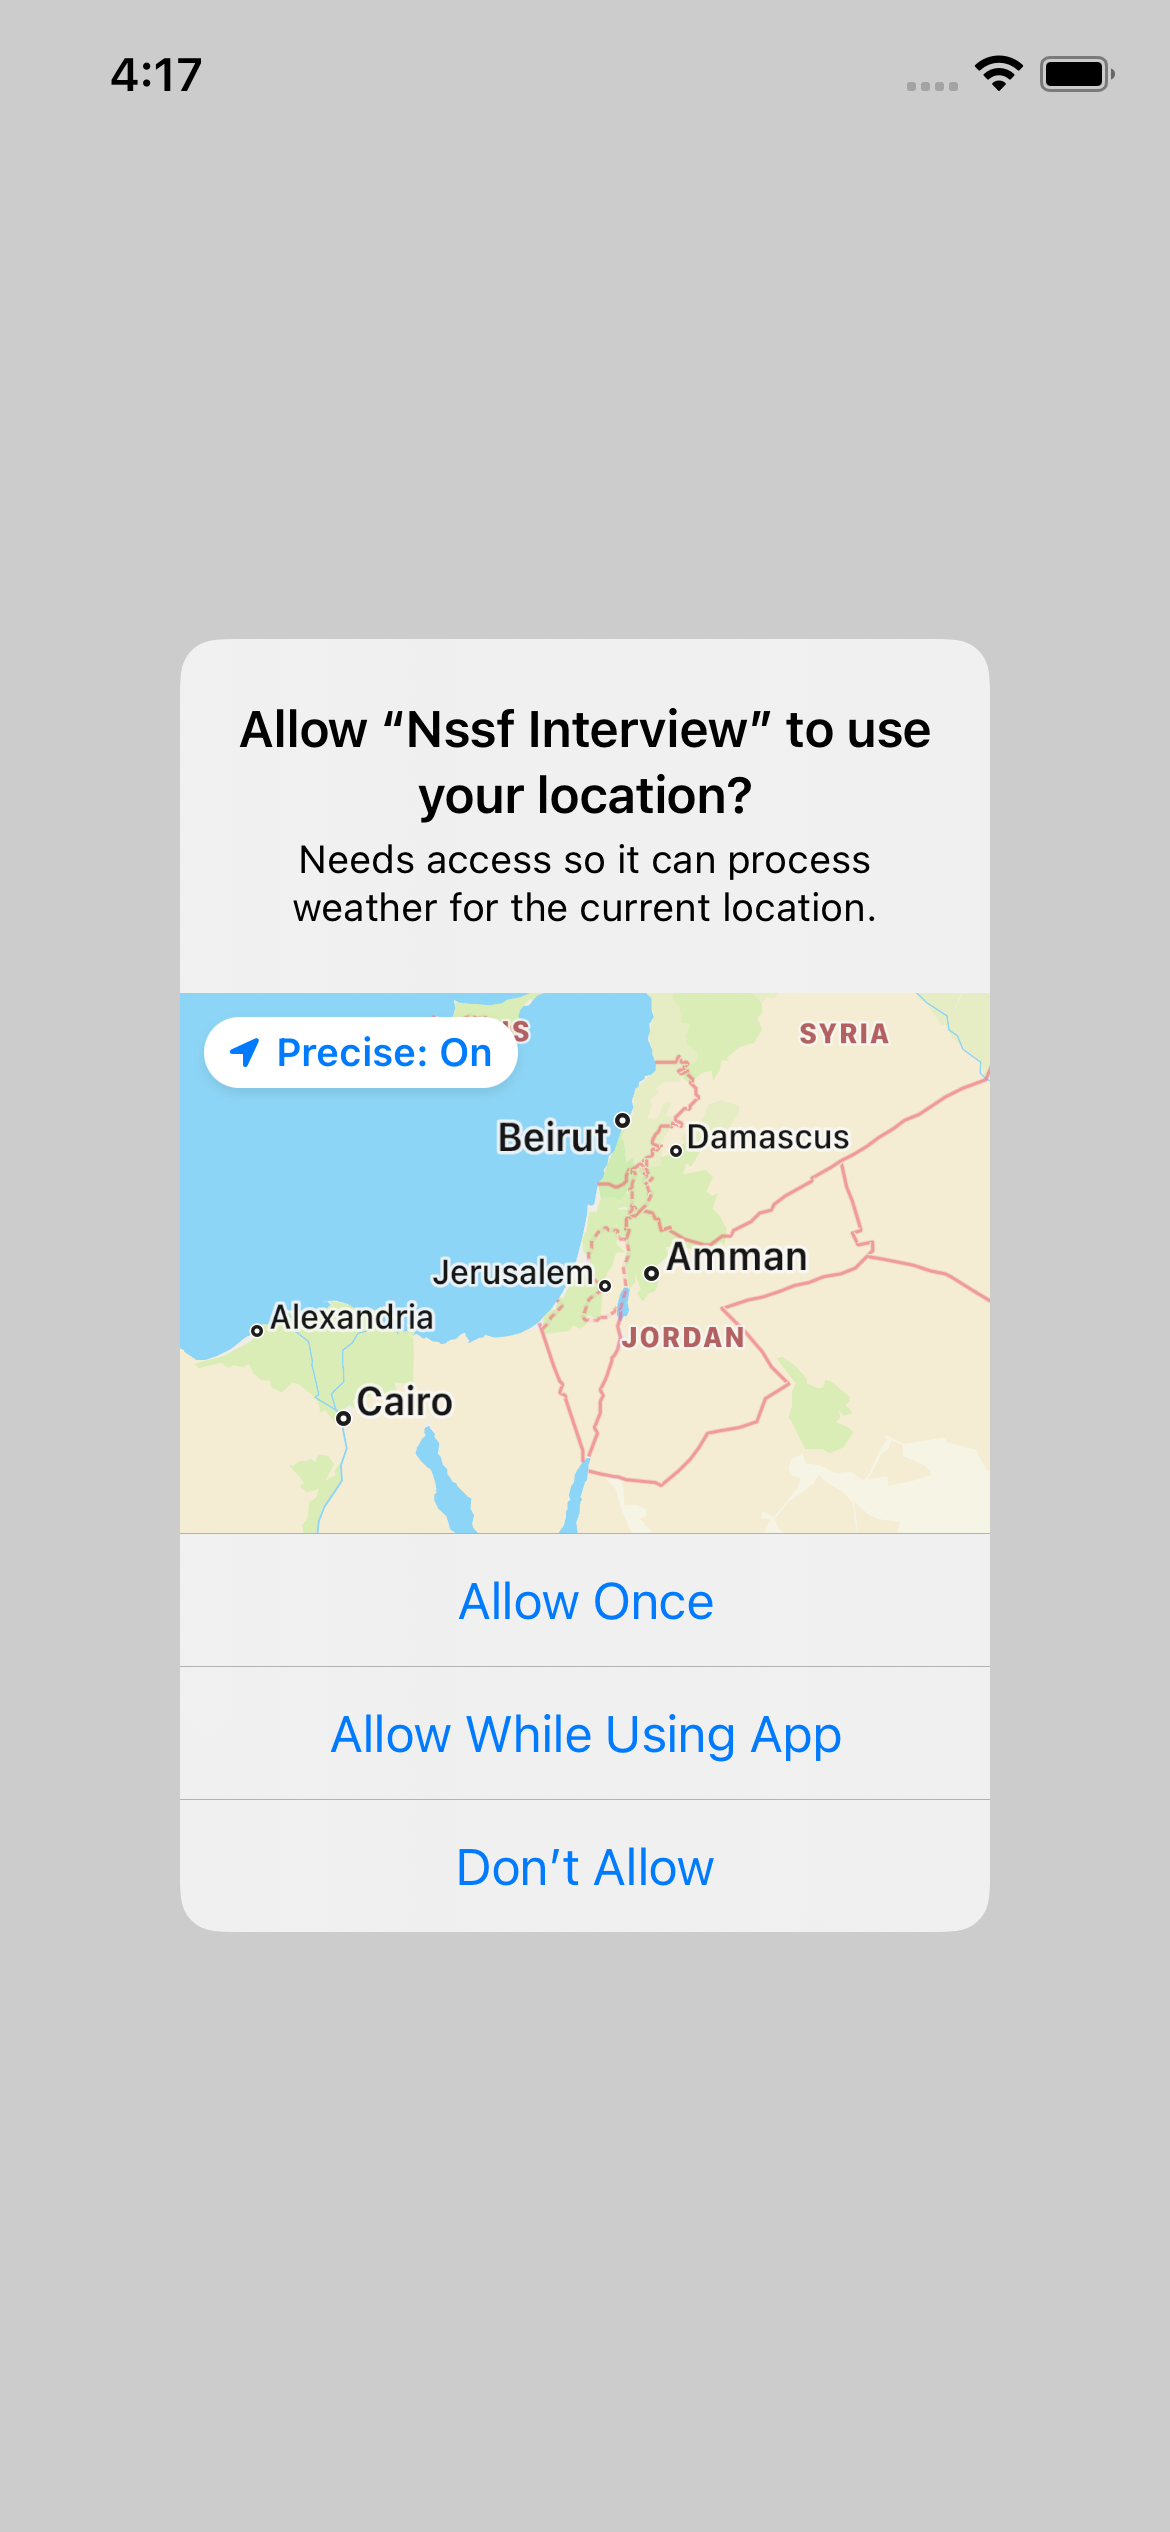 4:17
Allow “Nssf Interview” to use
your location?
Needs access so it can process
weather for the current location.
Precise: On
SYRIA
Beirut
Damascus
Amman
Jerusalem
Alexandria
JORDAN
Cairo
Allow Once
Allow While Using App
Don’t Allow